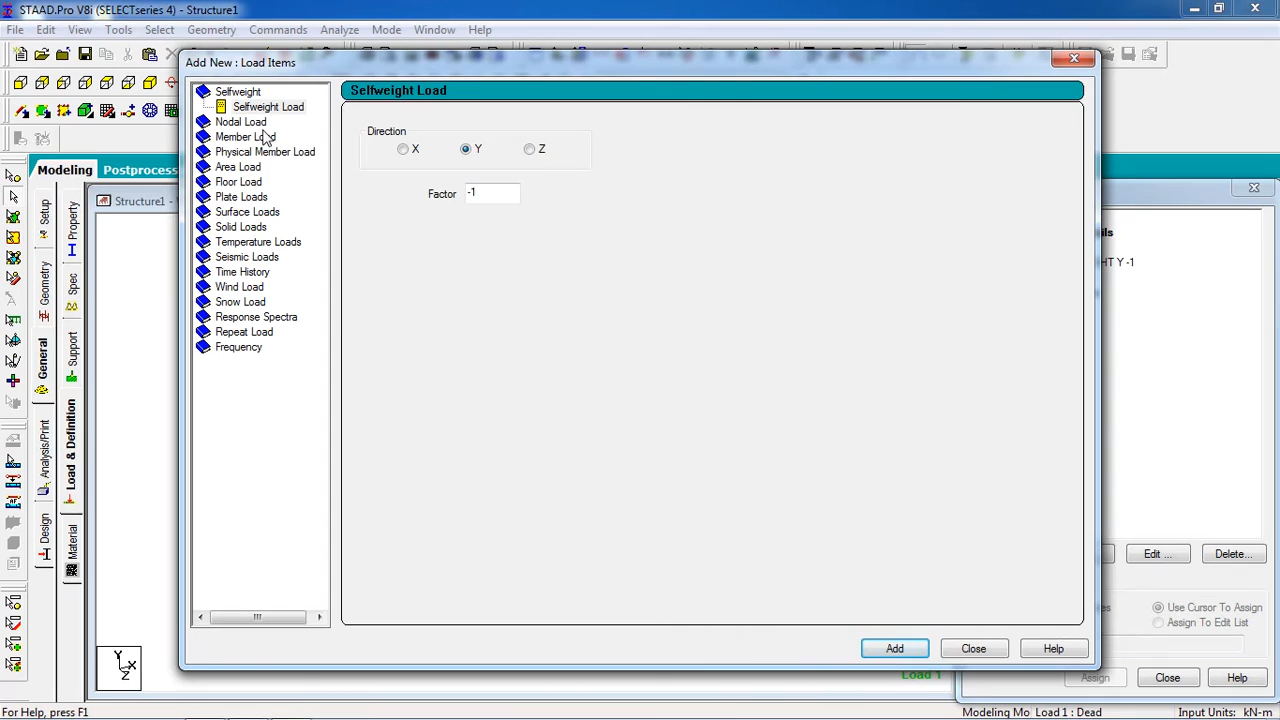 STAAD.Pro V8i (SELECTseries 4) - Structure1
File Edit View Tools Select Geometry Commands Analyze Mode Window Help
Add New : Load Items
Selfweight
Selfweight Load
Nodal Load
Member Load
Physical Member Load
Area Load
Floor Load
Plate Loads
Surface Loads
Solid Loads
Temperature Loads
Seismic Loads
Time History
Wind Load
Snow Load
Response Spectra
Repeat Load
Frequency
Selfweight Load
Direction
X Y Z
Factor -1
Add Close Help
Modeling Postprocess
Structure1 -
Setup
Geometry
General
Analysis/Print
Design
Property
Spec
Support
Load & Definition
Material
Y
X
Z
Load 1
Y -1
Edit ... Delete...
Use Cursor To Assign
Assign To Edit List
Assign Close Help
For Help, press F1
Modeling Mo Load 1 : Dead Input Units: kN-m